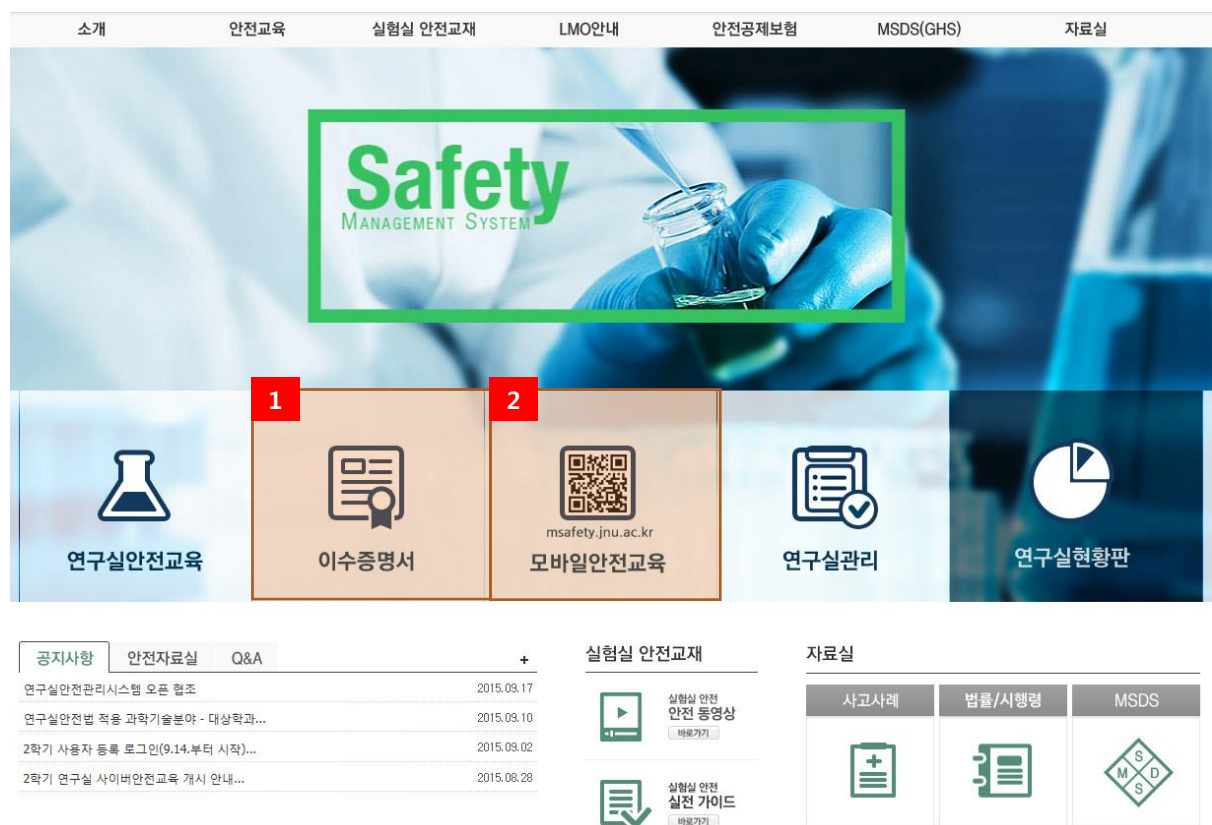 소개 안전교육 실험실 안전교재 LMO안내 안전공제보험 MSDS(GHS) 자료실
Safety
MANAGEMENT SYSTEM
1 2
msafety.jnu.ac.kr
연구실안전교육 이수증명서 모바일안전교육 연구실관리 연구실현황판
공지사항 안전자료실 Q&A +
연구실안전관리시스템 오픈 협조 2015.09.17
연구실안전법 적용 과학기술분야 - 대상학과... 2015.09.10
2학기 사용자 등록 로그인(9.14.부터 시작)... 2015.09.02
2학기 연구실 사이버안전교육 개시 안내... 2015.08.28
실험실 안전교재
실험실 안전
안전 동영상
바로가기
실험실 안전
실전 가이드
바로가기
자료실
사고사례 법률/시행령 MSDS
S
M D
S